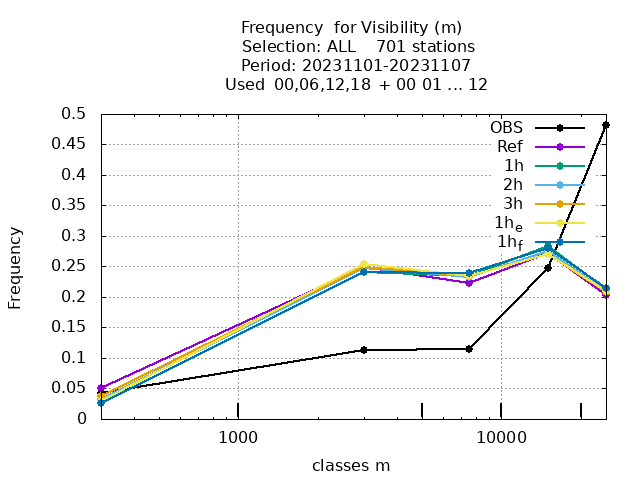 Frequency  for Visibility (m)
Selection: ALL    701 stations
Period: 20231101-20231107
Used  00,06,12,18 + 00 01 ... 12
0.5
0.45
0.4
0.35
0.3
0.25
0.2
0.15
0.1
0.05
0
Frequency
OBS
Ref
1h
2h
3h
1he
1hf
1000
10000
classes m